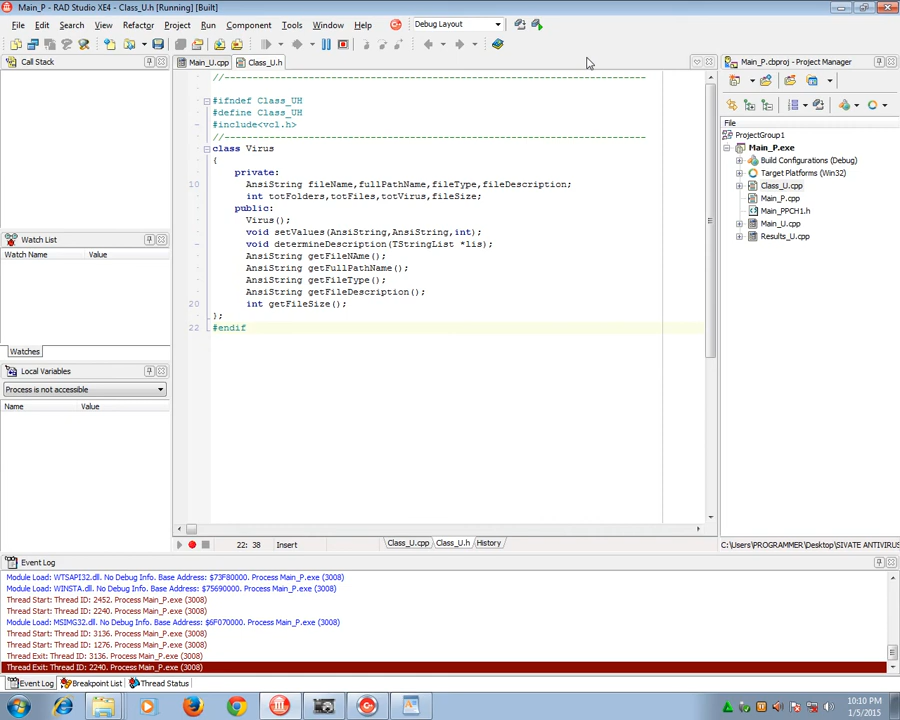 Main_P - RAD Studio XE4 - Class_U.h [Running] [Built]
File Edit Search View Refactor Project Run Component Tools Window Help Debug Layout
Call Stack
Main_U.cpp Class_U.h
Main_P.cbproj - Project Manager
//---------------------------------------------------------------------------
#ifndef Class_UH
#define Class_UH
#include<vcl.h>
//---------------------------------------------------------------------------
class Virus
{
private:
10 AnsiString fileName,fullPathName,fileType,fileDescription;
int totFolders,totFiles,totVirus,fileSize;
public:
Virus();
void setValues(AnsiString,AnsiString,int);
void determineDescription(TStringList *lis);
AnsiString getFileNAme();
AnsiString getFullPathName();
AnsiString getFileType();
AnsiString getFileDescription();
20 int getFileSize();
};
22 #endif
File
ProjectGroup1
Main_P.exe
Build Configurations (Debug)
Target Platforms (Win32)
Class_U.cpp
Main_P.cpp
Main_PPCH1.h
Main_U.cpp
Results_U.cpp
Watch List
Watch Name Value
Watches
Local Variables
Process is not accessible
Name Value
22: 38 Insert Class_U.cpp Class_U.h History
C:\Users\PROGRAMMER\Desktop\SIVATE ANTIVIRUS
Event Log
Module Load: WTSAPI32.dll. No Debug Info. Base Address: $73F80000. Process Main_P.exe (3008)
Module Load: WINSTA.dll. No Debug Info. Base Address: $75690000. Process Main_P.exe (3008)
Thread Start: Thread ID: 2452. Process Main_P.exe (3008)
Thread Start: Thread ID: 2240. Process Main_P.exe (3008)
Module Load: MSIMG32.dll. No Debug Info. Base Address: $6F070000. Process Main_P.exe (3008)
Thread Start: Thread ID: 3136. Process Main_P.exe (3008)
Thread Start: Thread ID: 1276. Process Main_P.exe (3008)
Thread Exit: Thread ID: 3136. Process Main_P.exe (3008)
Thread Exit: Thread ID: 2240. Process Main_P.exe (3008)
Event Log Breakpoint List Thread Status
10:10 PM
1/5/2015